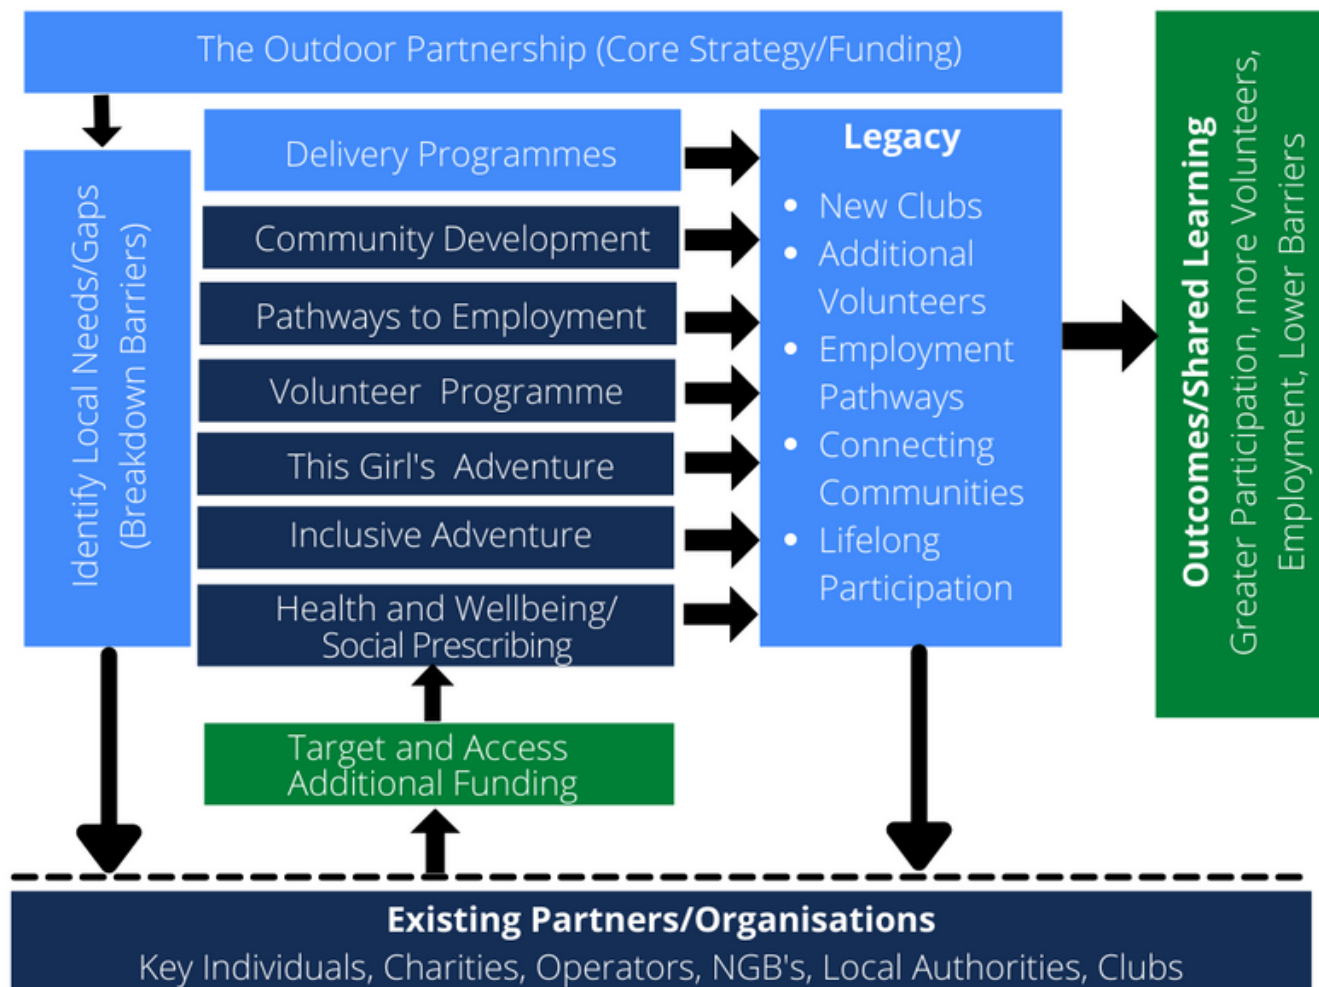 The Outdoor Partnership (Core Strategy/Funding)
Identify Local Needs/Gaps
(Breakdown Barriers)
Delivery Programmes
Community Development
Pathways to Employment
Volunteer  Programme
This Girl's  Adventure
Inclusive Adventure
Health and Wellbeing/
Social Prescribing
Target and Access
Additional Funding
Legacy
• New Clubs
• Additional
Volunteers
• Employment
Pathways
• Connecting
Communities
• Lifelong
Participation
Outcomes/Shared Learning
Greater Participation, more Volunteers,
Employment, Lower Barriers
Existing Partners/Organisations
Key Individuals, Charities, Operators, NGB's, Local Authorities, Clubs